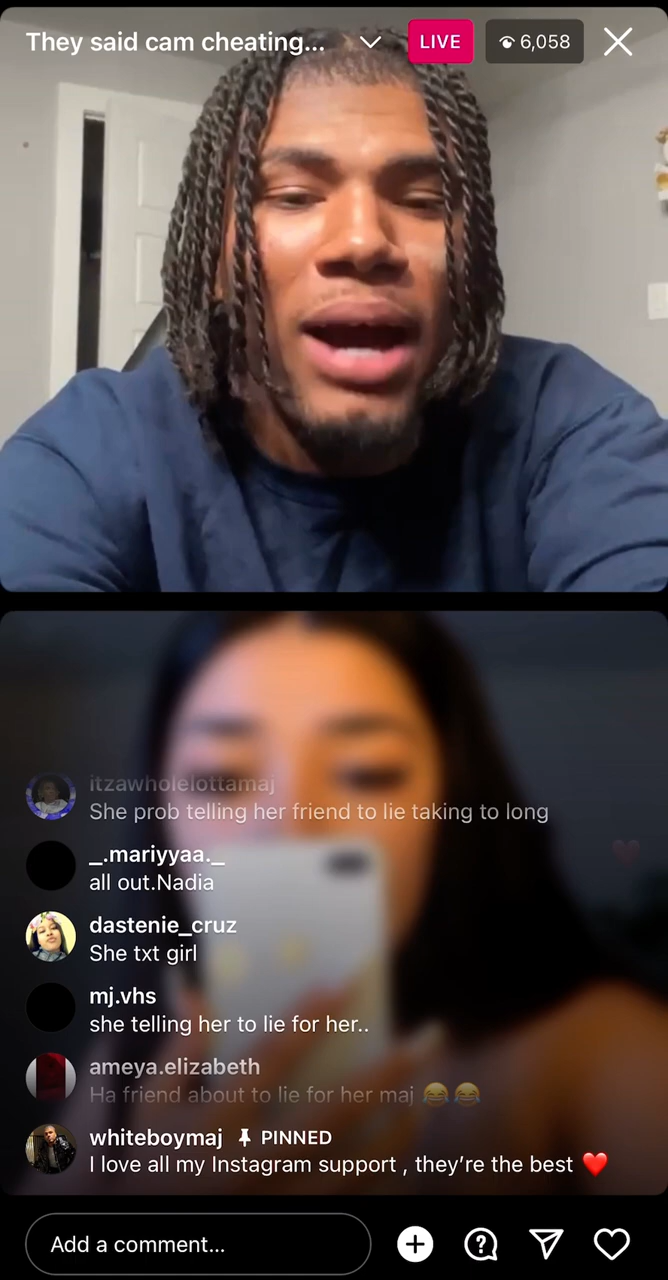 They said cam cheating...
LIVE
6,058
itzawholelottamaj
She prob telling her friend to lie taking to long
_.mariyyaa._
all out.Nadia
dastenie_cruz
She txt girl
mj.vhs
she telling her to lie for her..
ameya.elizabeth
Ha friend about to lie for her maj 😂😂
whiteboymaj PINNED
I love all my Instagram support , they’re the best ❤️
Add a comment...